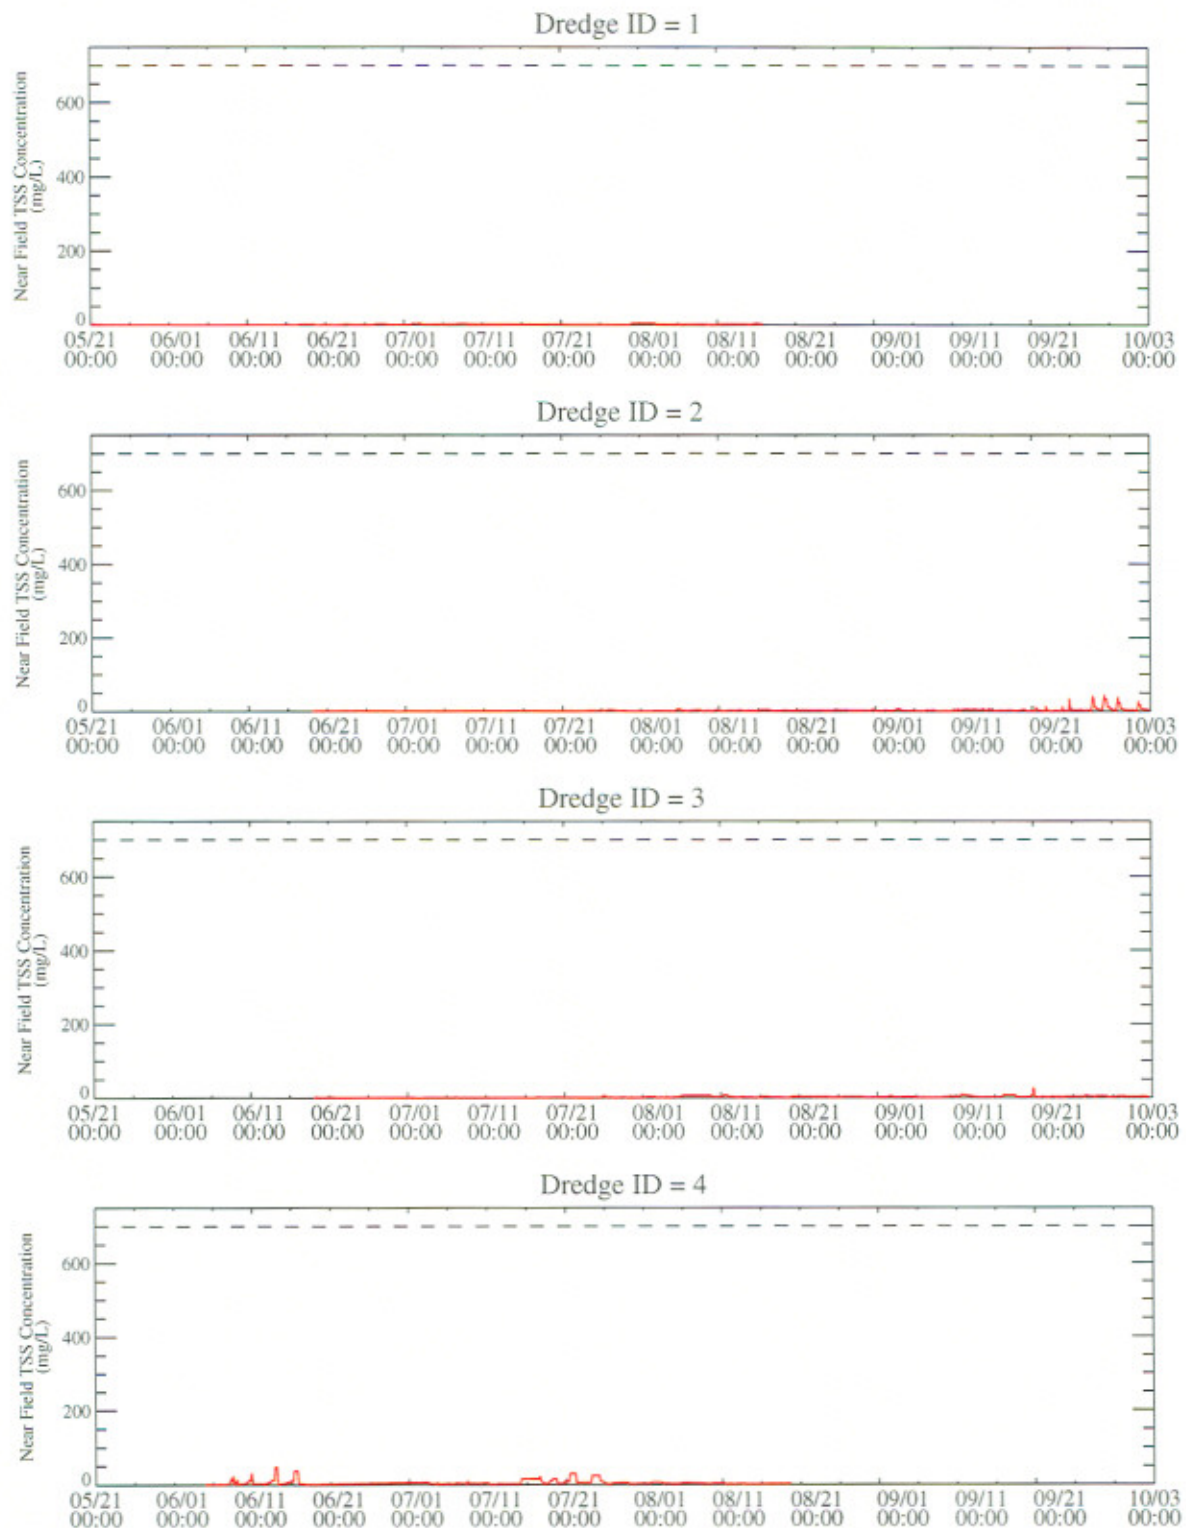 Dredge ID = 1
Near Field TSS Concentration
(mg/L)
600
400
200
0
05/21 06/01 06/11 06/21 07/01 07/11 07/21 08/01 08/11 08/21 09/01 09/11 09/21 10/03
00:00 00:00 00:00 00:00 00:00 00:00 00:00 00:00 00:00 00:00 00:00 00:00 00:00 00:00
Dredge ID = 2
Near Field TSS Concentration
(mg/L)
600
400
200
0
05/21 06/01 06/11 06/21 07/01 07/11 07/21 08/01 08/11 08/21 09/01 09/11 09/21 10/03
00:00 00:00 00:00 00:00 00:00 00:00 00:00 00:00 00:00 00:00 00:00 00:00 00:00 00:00
Dredge ID = 3
Near Field TSS Concentration
(mg/L)
600
400
200
0
05/21 06/01 06/11 06/21 07/01 07/11 07/21 08/01 08/11 08/21 09/01 09/11 09/21 10/03
00:00 00:00 00:00 00:00 00:00 00:00 00:00 00:00 00:00 00:00 00:00 00:00 00:00 00:00
Dredge ID = 4
Near Field TSS Concentration
(mg/L)
600
400
200
0
05/21 06/01 06/11 06/21 07/01 07/11 07/21 08/01 08/11 08/21 09/01 09/11 09/21 10/03
00:00 00:00 00:00 00:00 00:00 00:00 00:00 00:00 00:00 00:00 00:00 00:00 00:00 00:00